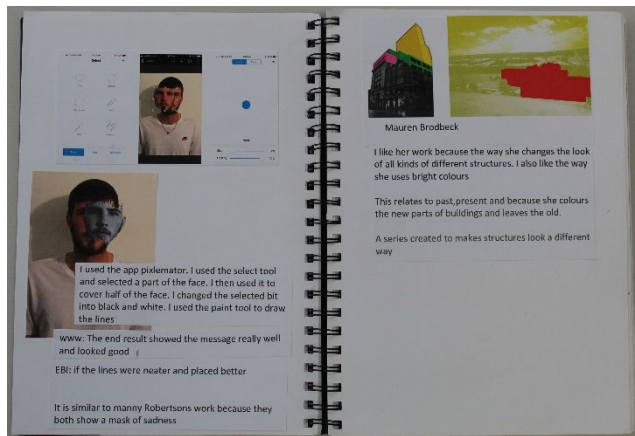 Select
I used the app pixlemator. I used the select tool
and selected a part of the face. I then used it to
cover half of the face. I changed the selected bit
into black and white. I used the paint tool to draw
the lines
www: The end result showed the message really well
and looked good
EBI: if the lines were neater and placed better
It is similar to manny Robertsons work because they
both show a mask of sadness
Mauren Brodbeck
I like her work because the way she changes the look
of all kinds of different structures. I also like the way
she uses bright colours
This relates to past,present and because she colours
the new parts of buildings and leaves the old.
A series created to makes structures look a different
way